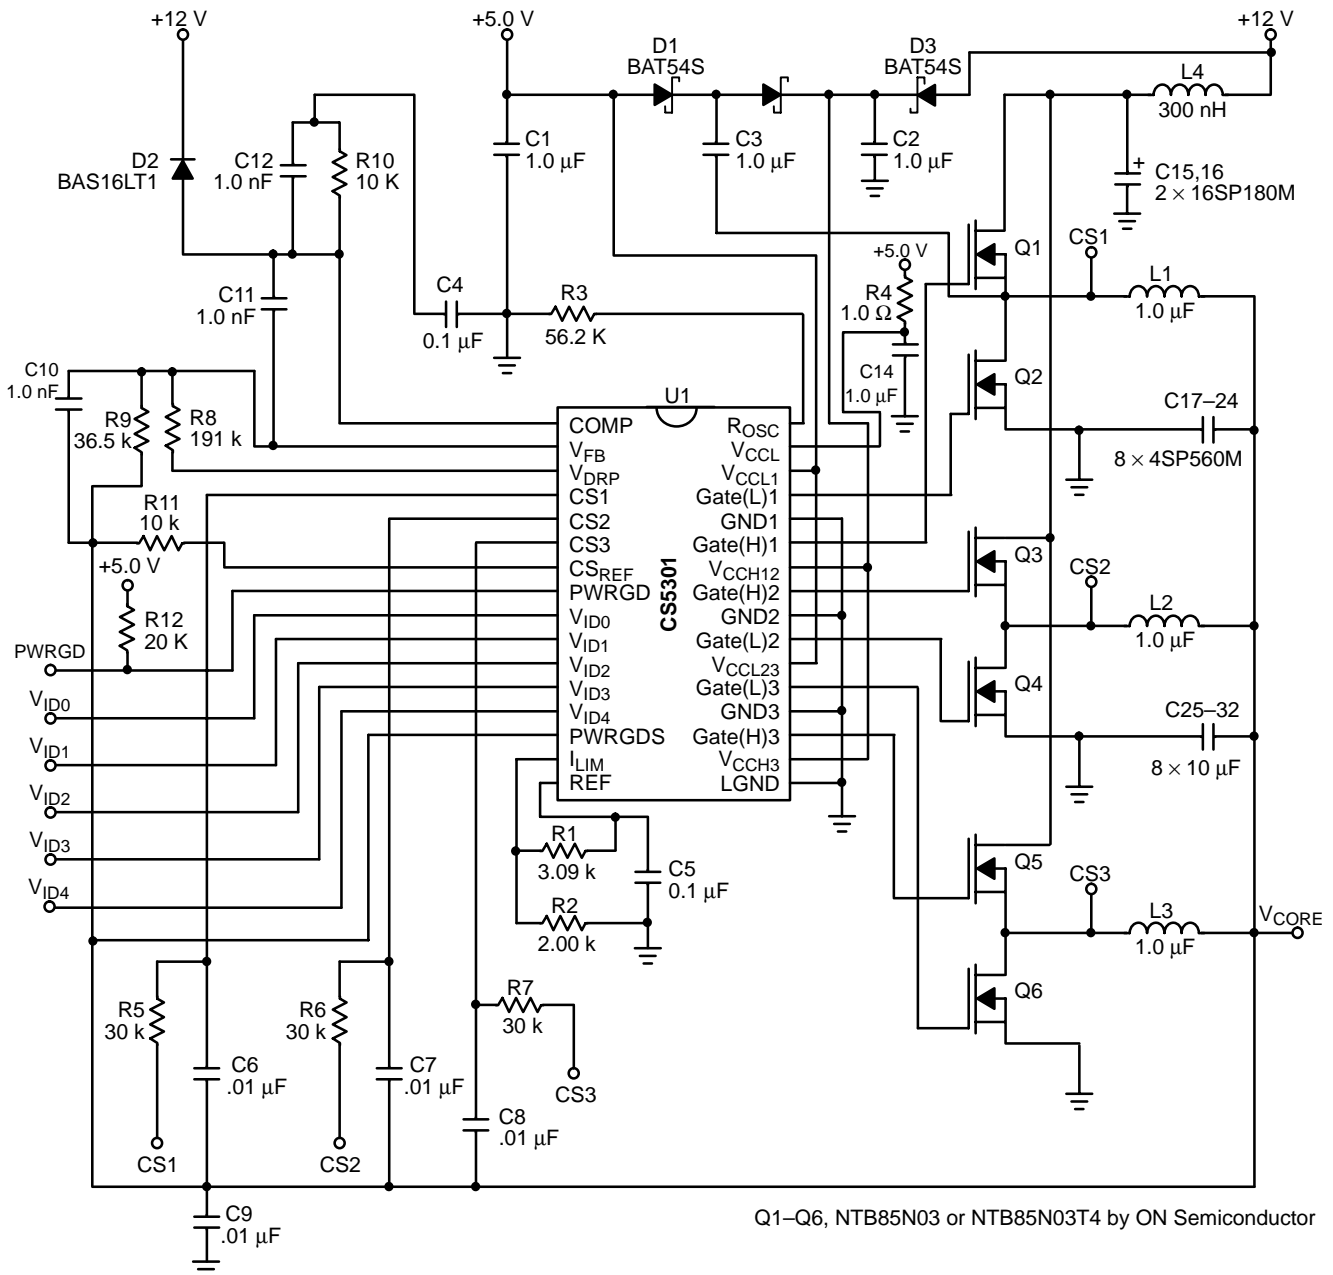 +12 V
+5.0 V
+12 V
D1
BAT54S
D3
BAT54S
L4
300 nH
D2
BAS16LT1
C12
1.0 nF
R10
10 K
C1
1.0 μF
C3
1.0 μF
C2
1.0 μF
C15,16
2 × 16SP180M
C11
1.0 nF
C4
0.1 μF
R3
56.2 K
+5.0 V
R4
1.0 Ω
C14
1.0 μF
Q1
CS1
L1
1.0 μF
Q2
C17–24
8 × 4SP560M
C10
1.0 nF
R9
36.5 k
R8
191 k
R11
10 k
+5.0 V
R12
20 K
U1
CS5301
COMP
VFB
VDRP
CS1
CS2
CS3
CSREF
PWRGD
VID0
VID1
VID2
VID3
VID4
PWRGDS
ILIM
REF
ROSC
VCCL
VCCL1
Gate(L)1
GND1
Gate(H)1
VCCH12
Gate(H)2
GND2
Gate(L)2
VCCL23
Gate(L)3
GND3
Gate(H)3
VCCH3
LGND
Q3
CS2
L2
1.0 μF
Q4
C25–32
8 × 10 μF
PWRGD
VID0
VID1
VID2
VID3
VID4
R1
3.09 k
C5
0.1 μF
R2
2.00 k
Q5
CS3
L3
1.0 μF
VCORE
Q6
R5
30 k
R6
30 k
R7
30 k
C6
.01 μF
C7
.01 μF
CS3
C8
.01 μF
CS1
CS2
C9
.01 μF
Q1–Q6, NTB85N03 or NTB85N03T4 by ON Semiconductor